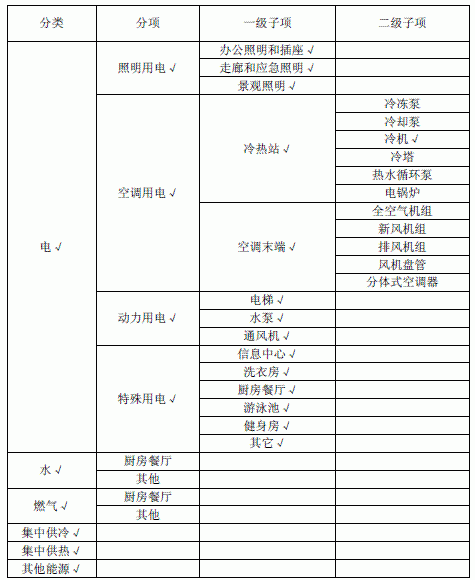 分类 分项 一级子项 二级子项
电√ 照明用电√ 办公照明和插座√
走廊和应急照明√
景观照明√
空调用电√ 冷热站√ 冷冻泵
冷却泵
冷机√
冷塔
热水循环泵
电锅炉
空调末端√ 全空气机组
新风机组
排风机组
风机盘管
分体式空调器
动力用电√ 电梯√
水泵√
通风机√
特殊用电√ 信息中心√
洗衣房√
厨房餐厅√
游泳池√
健身房√
其它√
水√ 厨房餐厅
其他
燃气√ 厨房餐厅
其他
集中供冷√
集中供热√
其他能源√